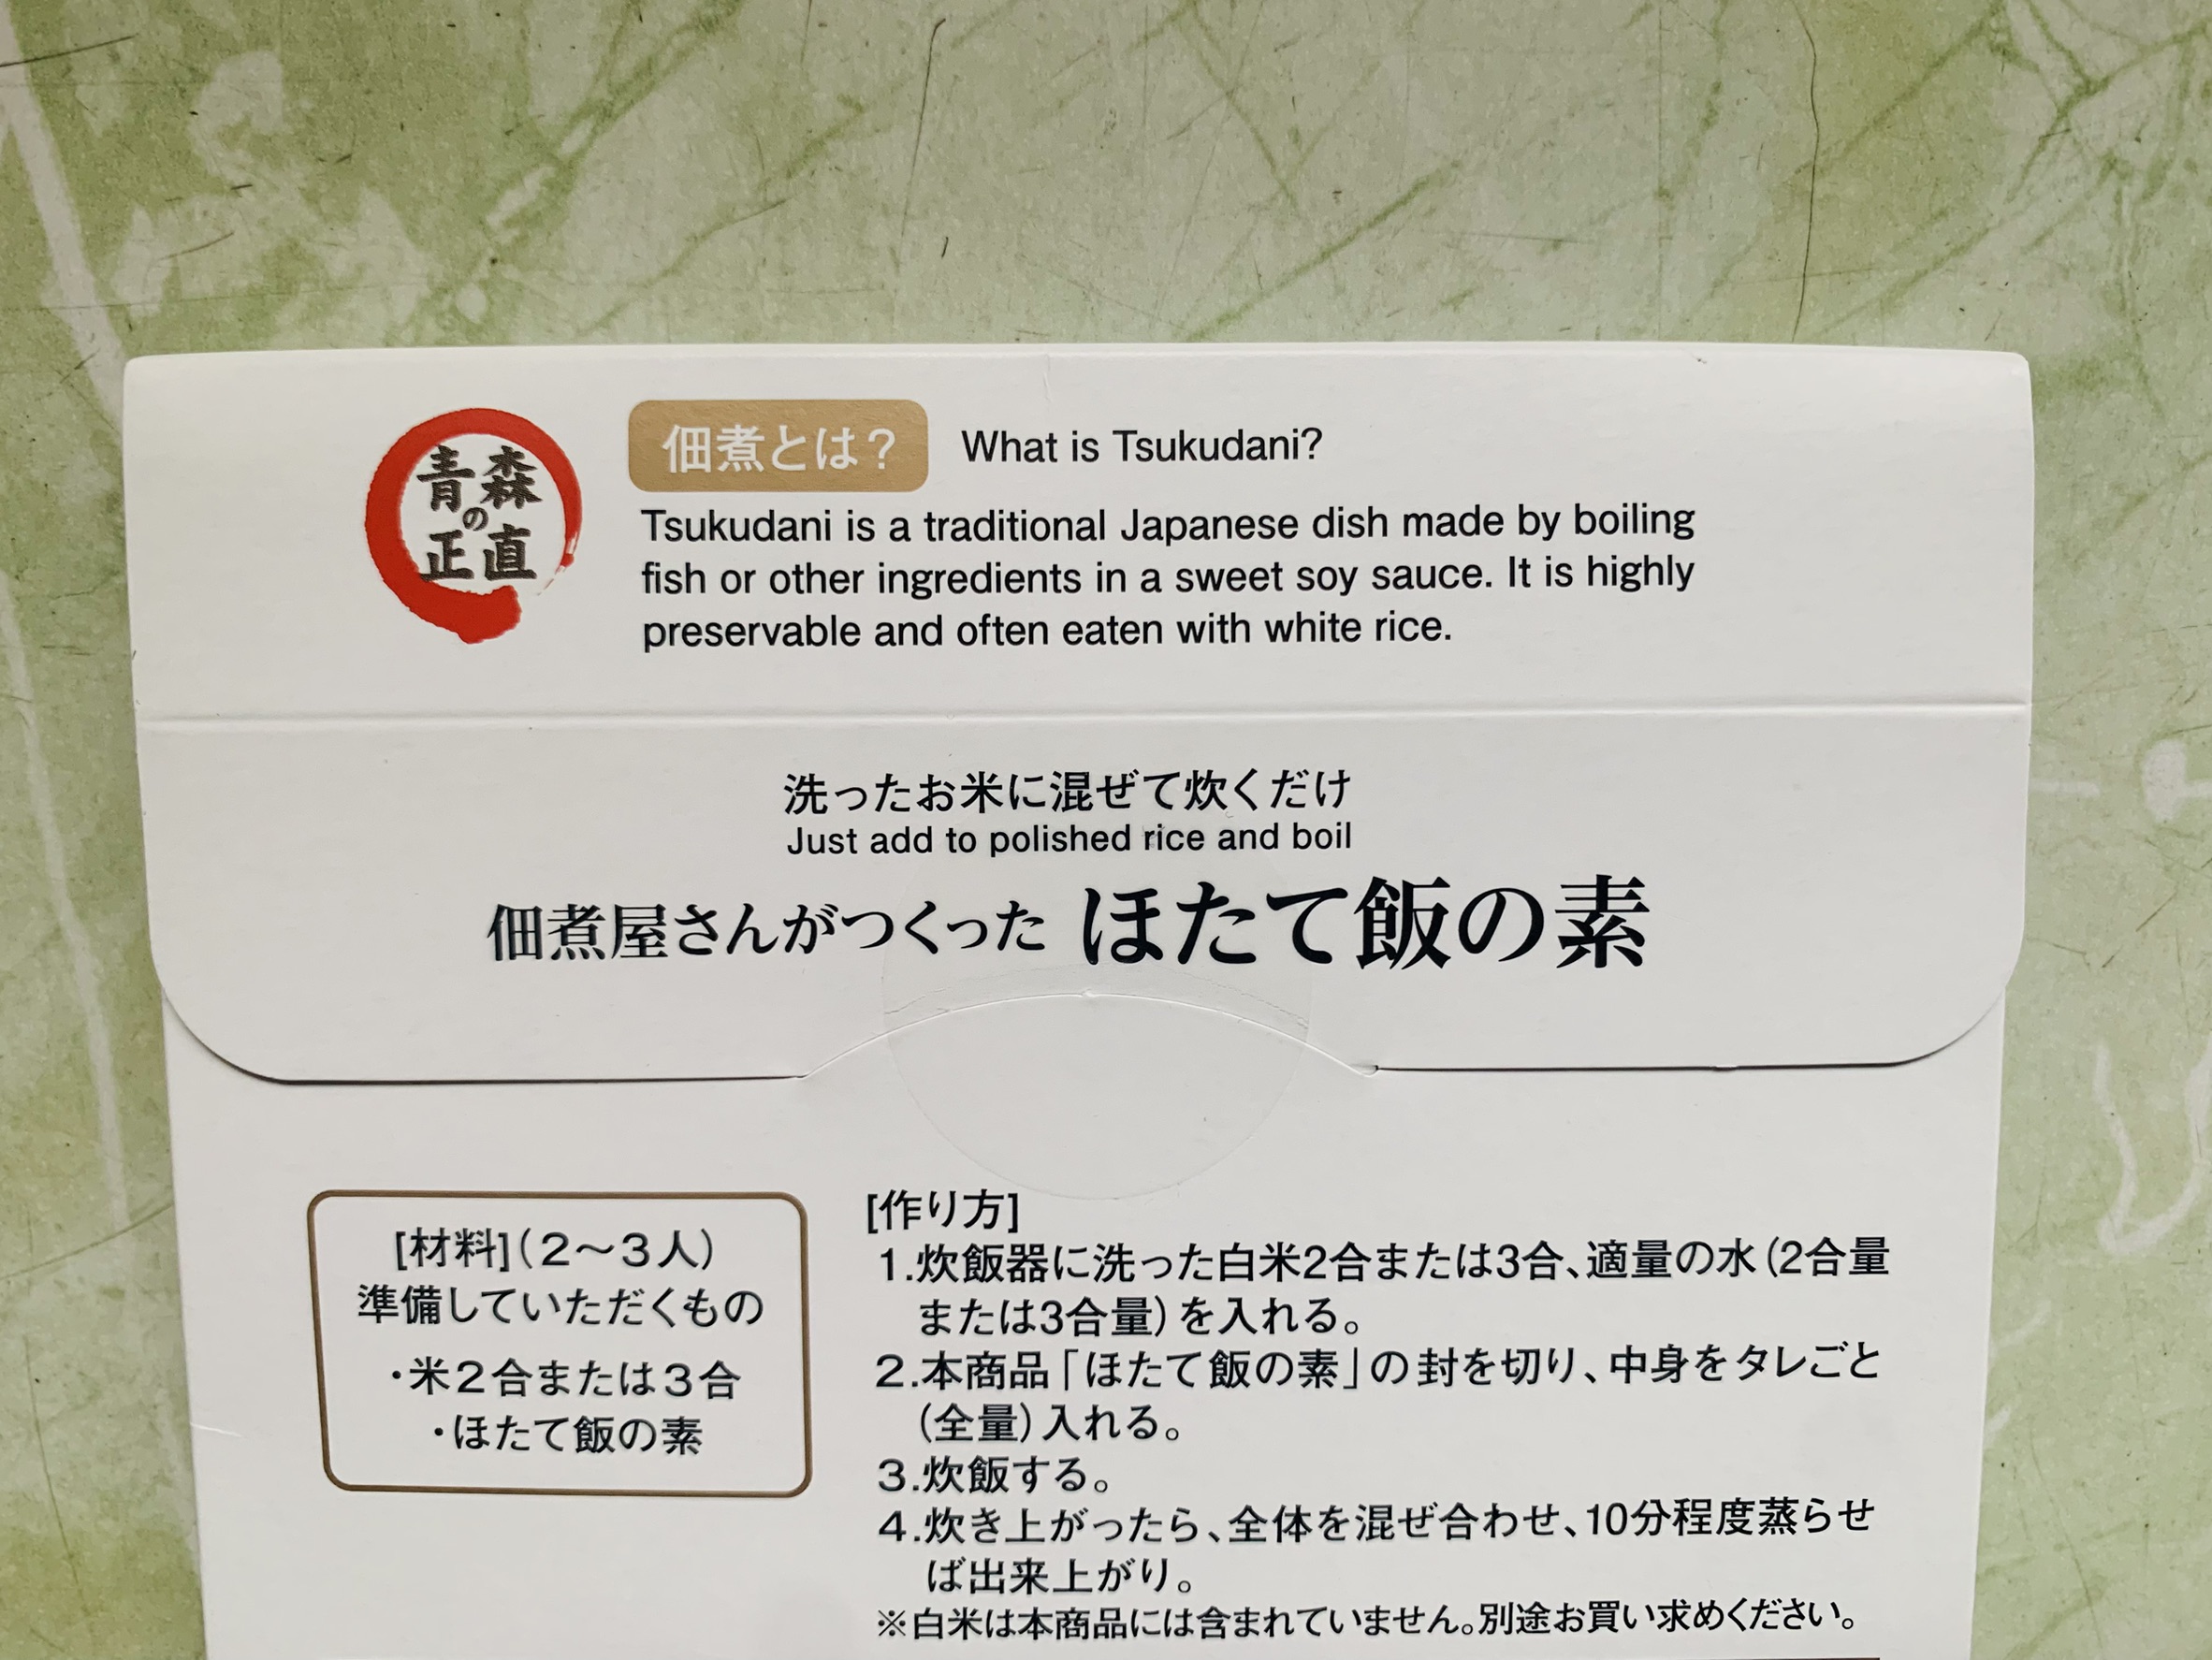 青森
の
正直
佃煮とは？ What is Tsukudani?
Tsukudani is a traditional Japanese dish made by boiling
fish or other ingredients in a sweet soy sauce. It is highly
preservable and often eaten with white rice.
洗ったお米に混ぜて炊くだけ
Just add to polished rice and boil
佃煮屋さんがつくった ほたて飯の素
[材料]（２〜３人）
準備していただくもの
・米２合または３合
・ほたて飯の素
[作り方]
1.炊飯器に洗った白米2合または3合、適量の水（2合量
または3合量）を入れる。
2.本商品「ほたて飯の素」の封を切り、中身をタレごと
（全量）入れる。
3.炊飯する。
4.炊き上がったら、全体を混ぜ合わせ、10分程度蒸らせ
ば出来上がり。
※白米は本商品には含まれていません。別途お買い求めください。